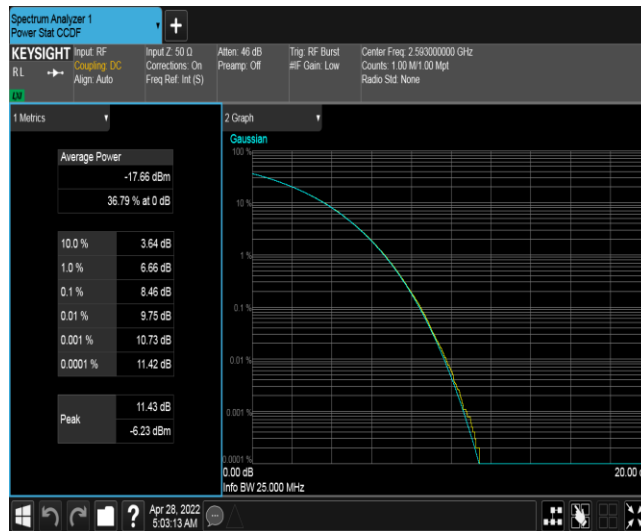 Spectrum Analyzer 1
Power Stat CCDF
+
KEYSIGHT
RL
LXI
Input: RF
Coupling: DC
Align: Auto
Input Z: 50 Ω
Corrections: On
Freq Ref: Int (S)
Atten: 46 dB
Preamp: Off
Trig: RF Burst
#IF Gain: Low
Center Freq: 2.593000000 GHz
Counts: 1.00 M/1.00 Mpt
Radio Std: None
1 Metrics
Average Power
-17.66 dBm
36.79 % at 0 dB
10.0 % 3.64 dB
1.0 % 6.66 dB
0.1 % 8.46 dB
0.01 % 9.75 dB
0.001 % 10.73 dB
0.0001 % 11.42 dB
Peak
11.43 dB
-6.23 dBm
2 Graph
Gaussian
100 %
10 %
1 %
0.1 %
0.01 %
0.001 %
0.0001 %
0.00 dB
20.00
Info BW 25.000 MHz
?
Apr 28, 2022
5:03:13 AM